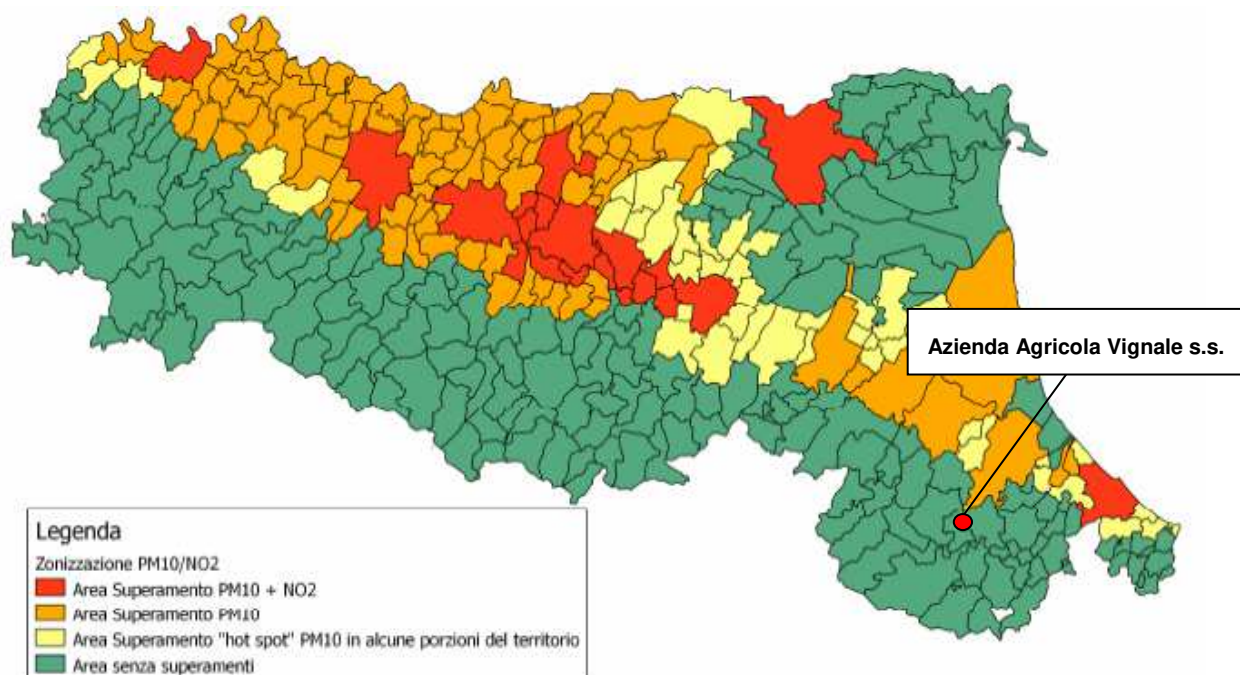 Azienda Agricola Vignale s.s.
Legenda
Zonizzazione PM10/NO2
Area Superamento PM10 + NO2
Area Superamento PM10
Area Superamento "hot spot" PM10 in alcune porzioni del territorio
Area senza superamenti